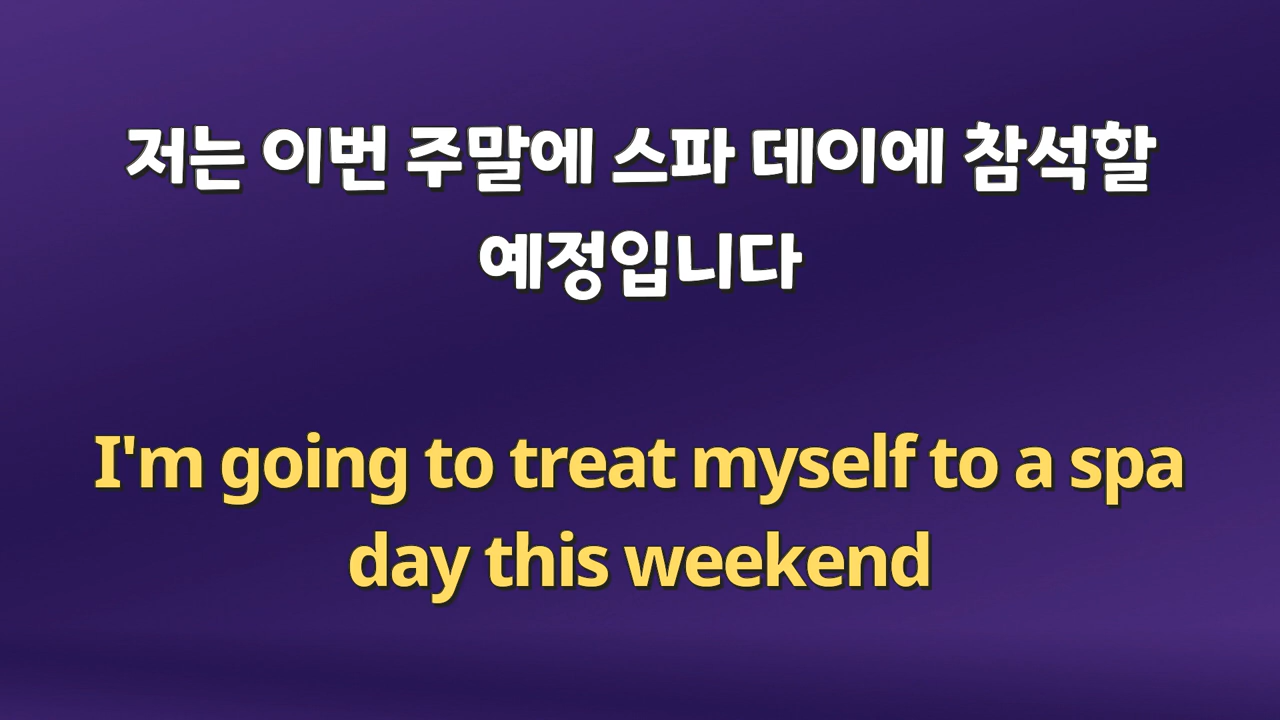 저는 이번 주말에 스파 데이에 참석할
예정입니다
I'm going to treat myself to a spa
day this weekend